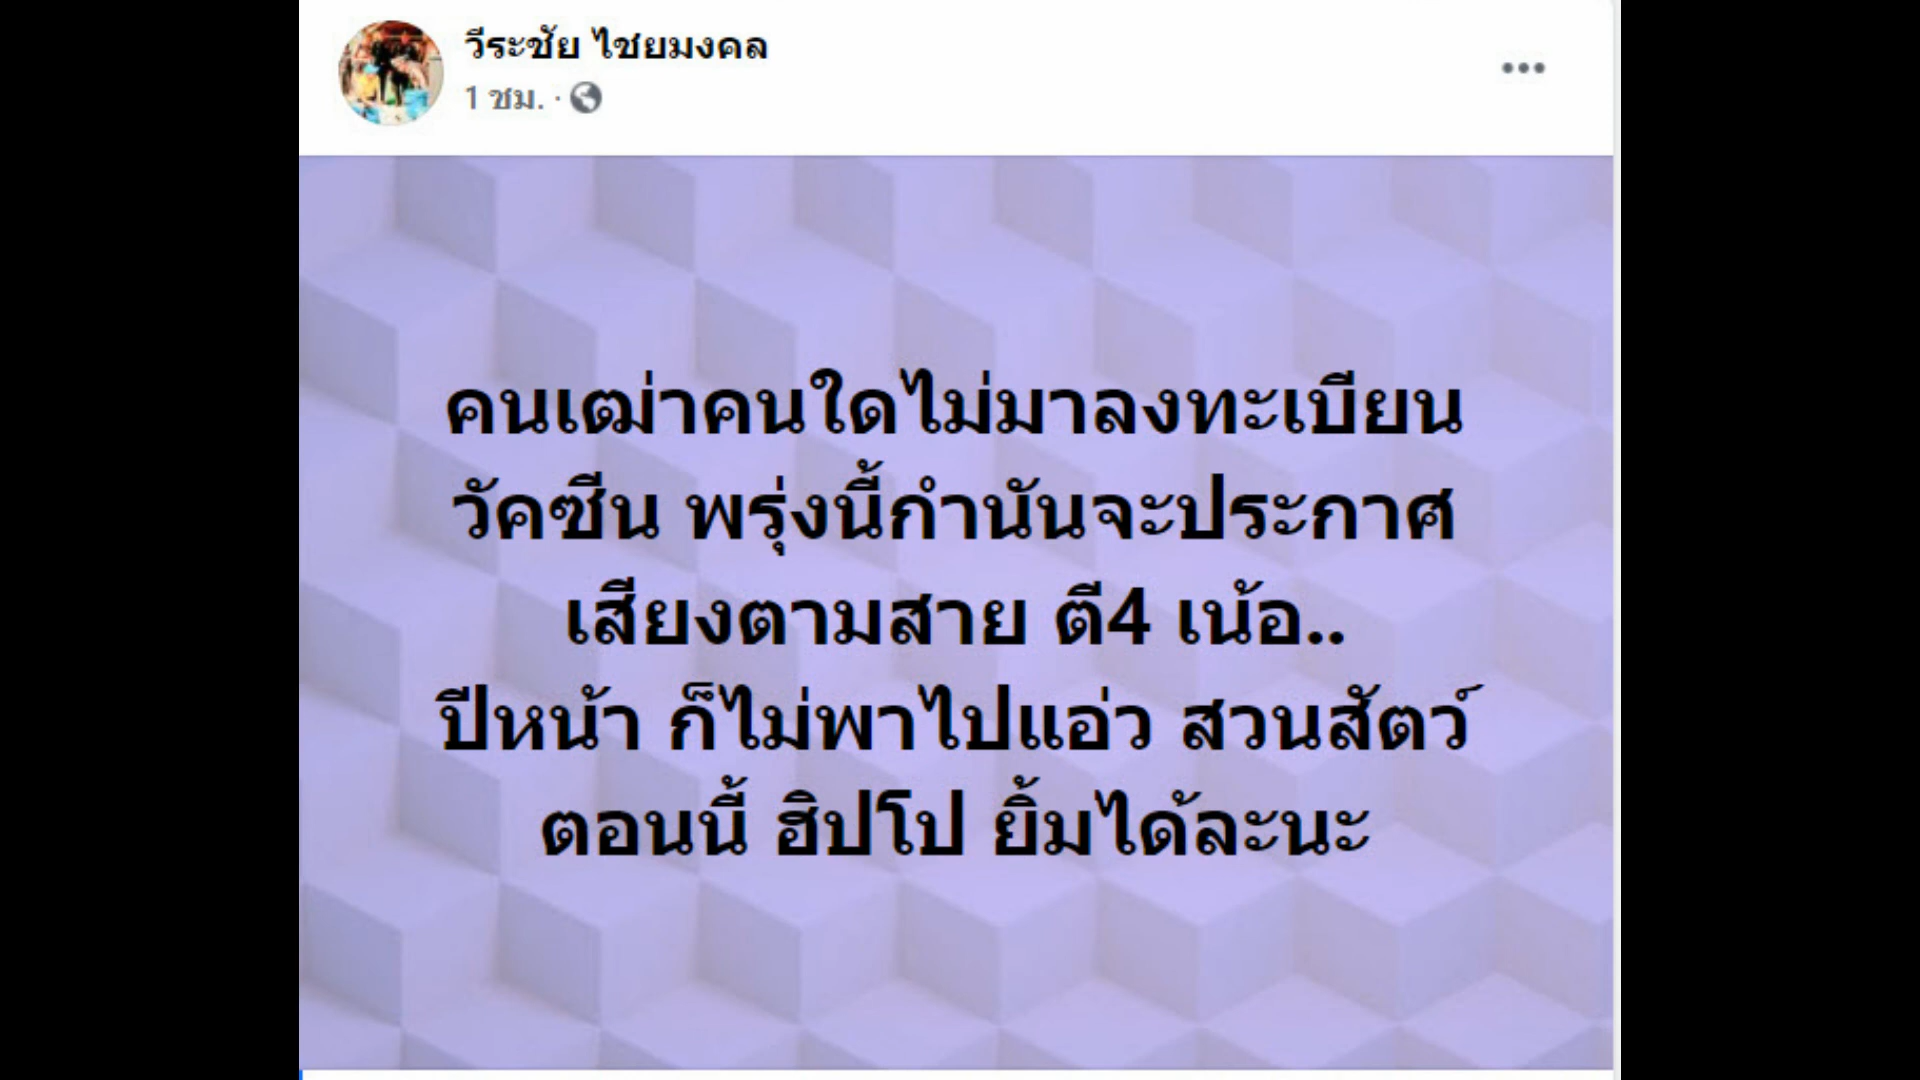 วีระชัย ไชยมงคล
1 ชม. ·
คนเฒ่าคนใดไม่มาลงทะเบียน
วัคซีน พรุ่งนี้กำนันจะประกาศ
เสียงตามสาย ตี4 เน้อ..
ปีหน้า ก็ไม่พาไปแอ่ว สวนสัตว์
ตอนนี้ ฮิปโป ยิ้มได้ละนะ